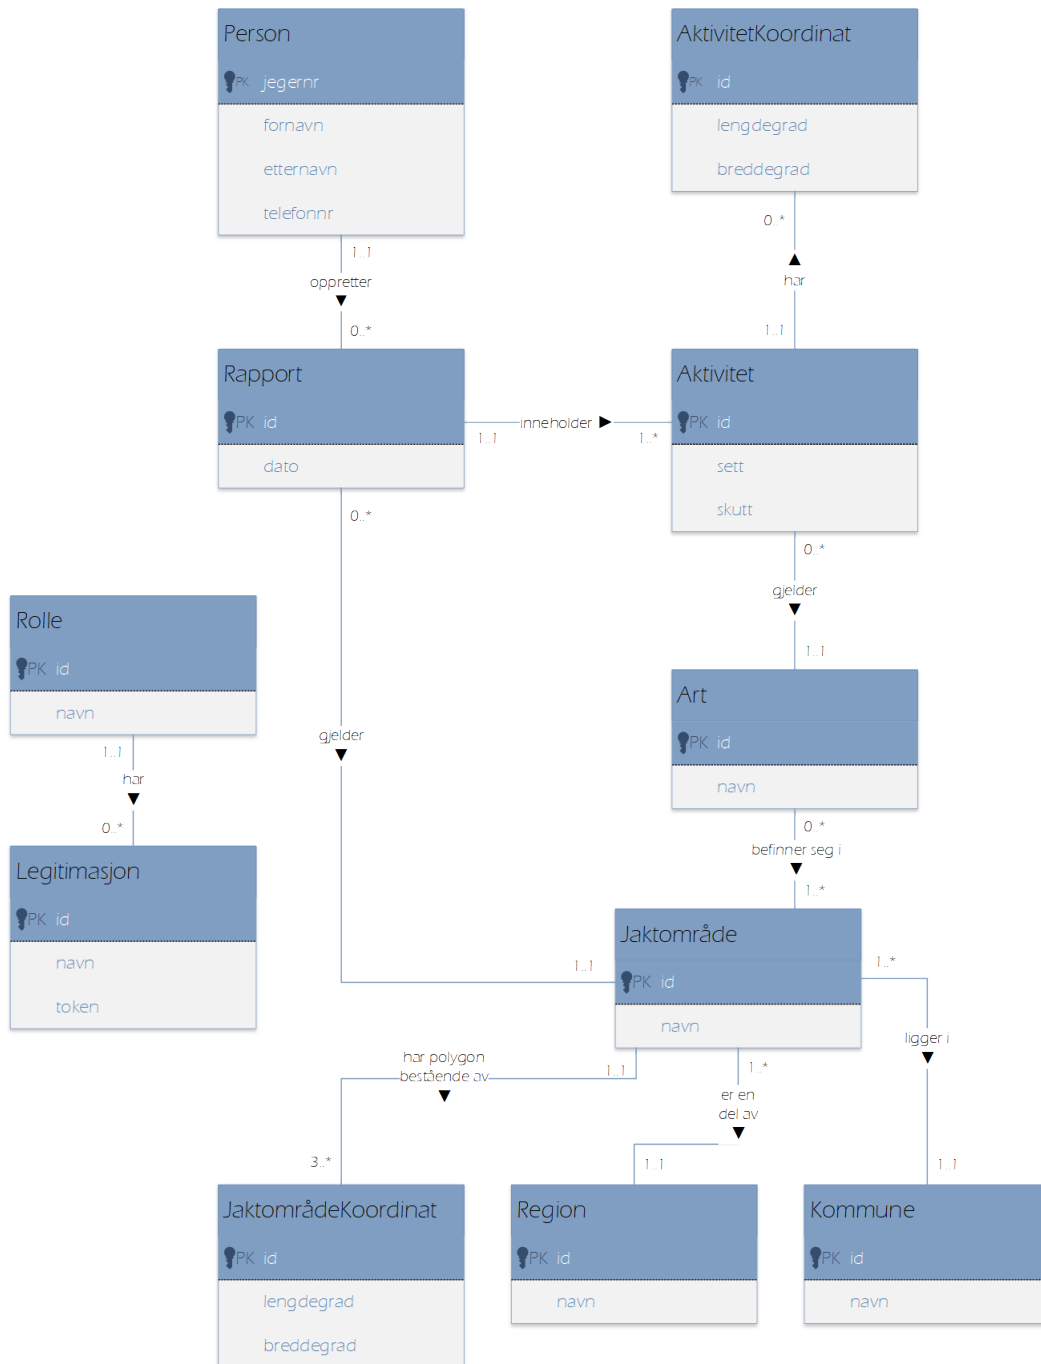 Person
PK jegernr
fornavn
etternavn
telefonnr
1..1
oppretter
0..*
AktivitetKoordinat
PK id
lengdegrad
breddegrad
0..*
har
1..1
Rapport
PK id
dato
1..1
inneholder
1..*
0..*
Aktivitet
PK id
sett
skutt
0..*
gjelder
1..1
Rolle
PK id
navn
1..1
har
0..*
gjelder
Art
PK id
navn
0..*
befinner seg i
1..*
Legitimasjon
PK id
navn
token
1..1
Jaktområde
PK id
navn
1..*
ligger i
1..1
har polygon
bestående av
1..1
3..*
1..*
er en
del av
1..1
JaktområdeKoordinat
PK id
lengdegrad
breddegrad
Region
PK id
navn
Kommune
PK id
navn